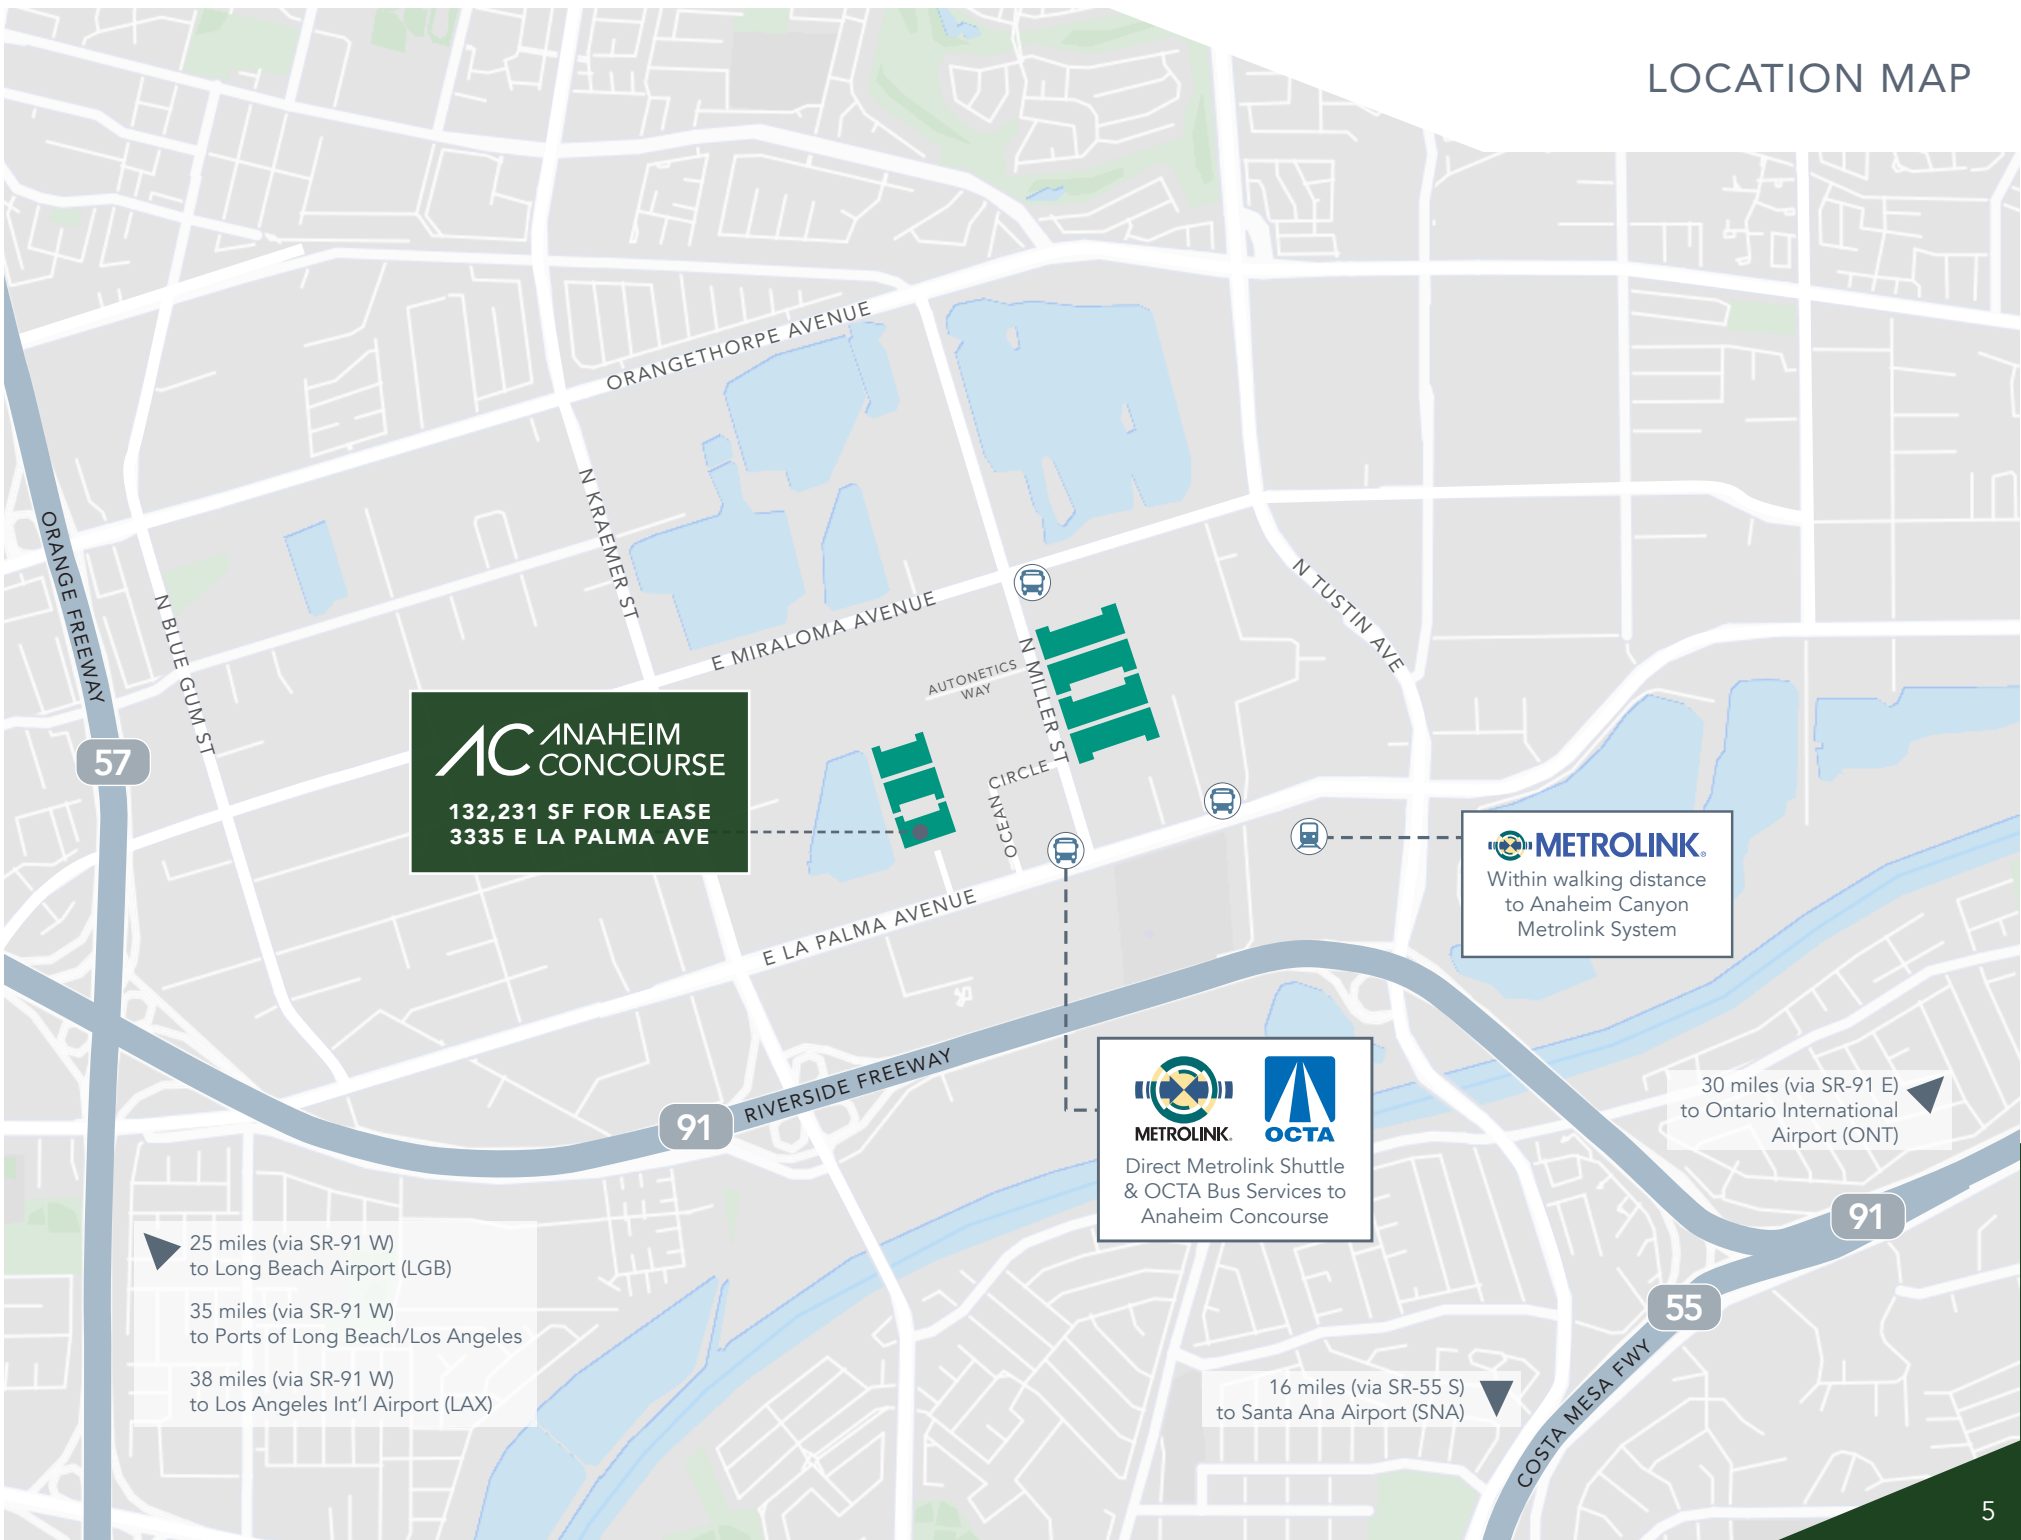 LOCATION MAP
ORANGETHORPE AVENUE
N KRAEMER ST
ORANGE FREEWAY
N BLUE GUM ST
N TUSTIN AVE
E MIRALOMA AVENUE
AUTONETICS
WAY
N MILLER ST
57
AC ANAHEIM
CONCOURSE
132,231 SF FOR LEASE
3335 E LA PALMA AVE
OCEAN
CIRCLE
E LA PALMA AVENUE
METROLINK®
Within walking distance
to Anaheim Canyon
Metrolink System
RIVERSIDE FREEWAY
91
METROLINK®
OCTA
Direct Metrolink Shuttle
& OCTA Bus Services to
Anaheim Concourse
30 miles (via SR-91 E)
to Ontario International
Airport (ONT)
91
25 miles (via SR-91 W)
to Long Beach Airport (LGB)
35 miles (via SR-91 W)
to Ports of Long Beach/Los Angeles
38 miles (via SR-91 W)
to Los Angeles Int'l Airport (LAX)
55
COSTA MESA FWY
16 miles (via SR-55 S)
to Santa Ana Airport (SNA)
5